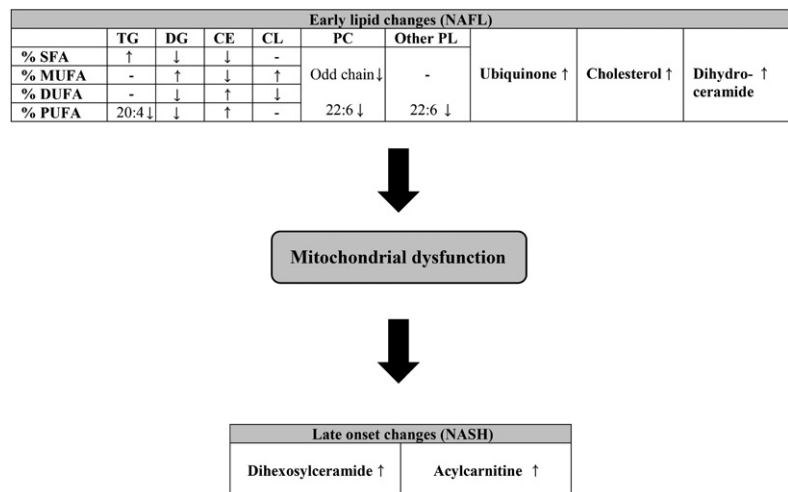 Early lipid changes (NAFL)
TG DG CE CL PC Other PL
% SFA ↑ ↓ ↓ -
% MUFA - ↑ ↓ ↑ Odd chain↓ - Ubiquinone ↑ Cholesterol ↑ Dihydro- ↑
ceramide
% DUFA - ↓ ↑ ↓
% PUFA 20:4↓ ↓ ↑ - 22:6 ↓ 22:6 ↓
Mitochondrial dysfunction
Late onset changes (NASH)
Dihexosylceramide ↑ Acylcarnitine ↑